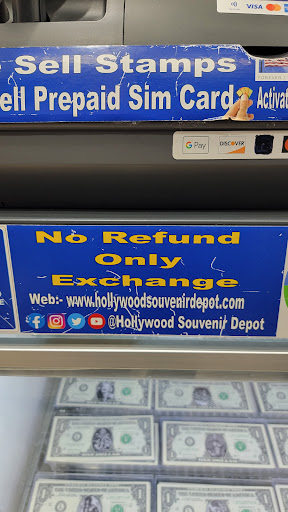 VISA
Sell Stamps
ell Prepaid Sim Card
Activat
FOREVER
G Pay DISCOVER
No Refund
Only
Exchange
Web:- www.hollywoodsouvenirdepot.com
@Hollywood Souvenir Depot